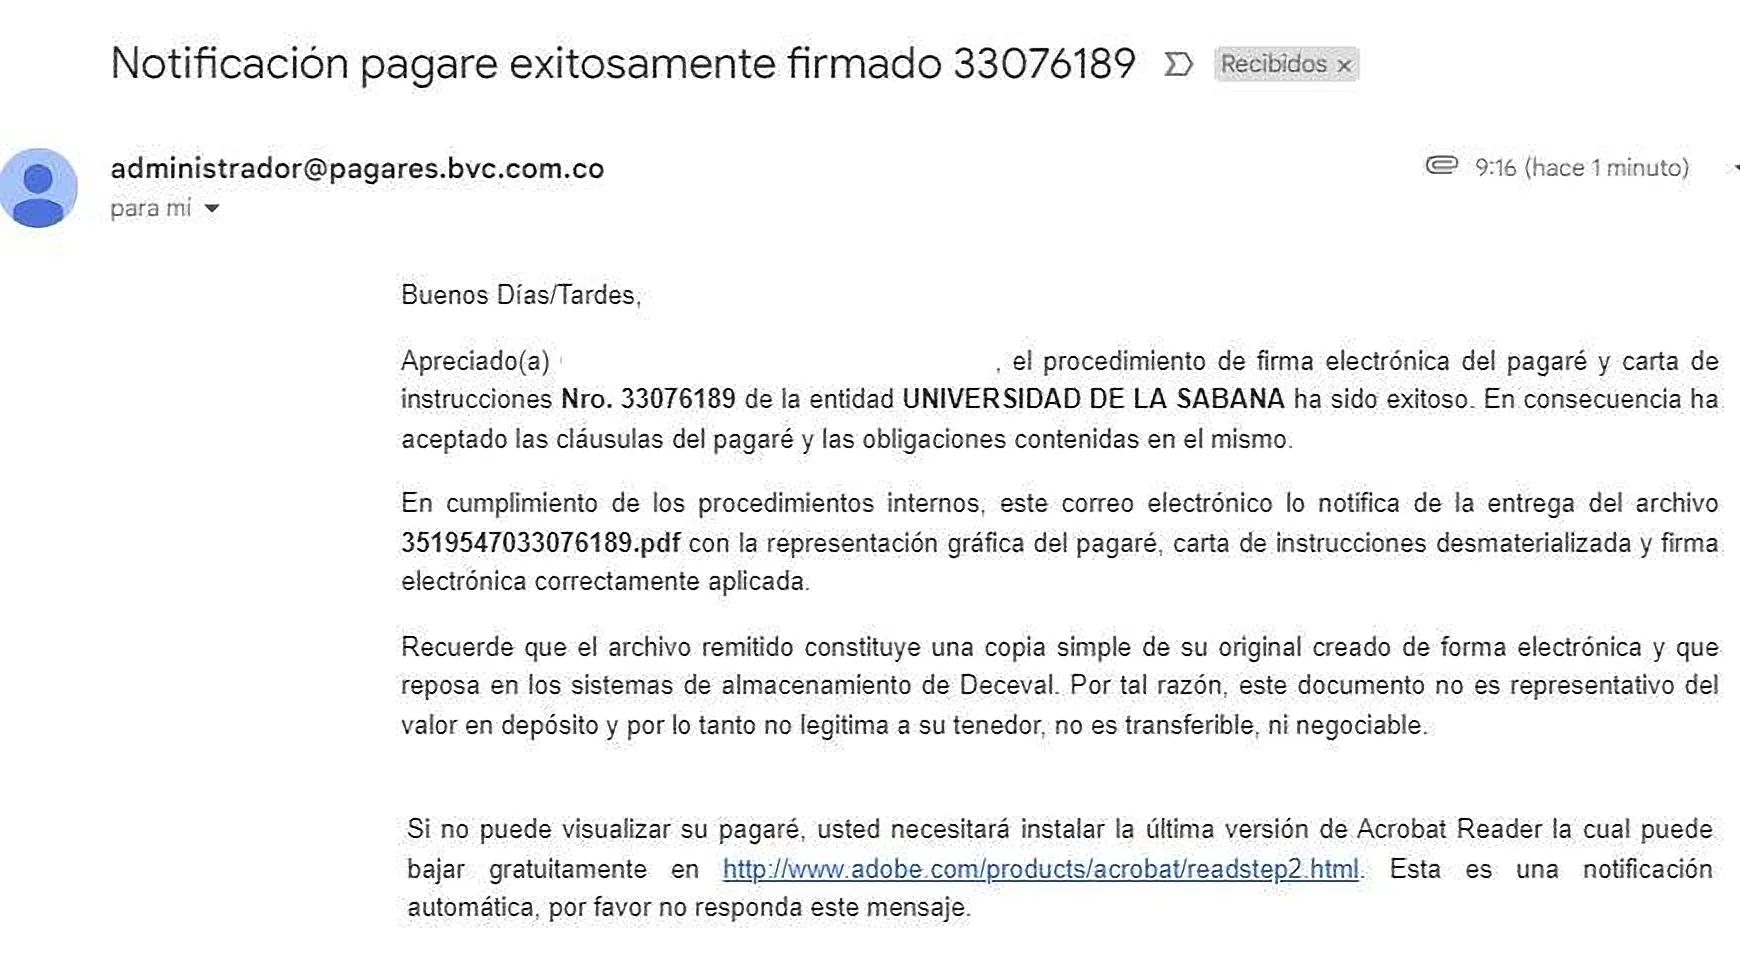 Notificación pagare exitosamente firmado 33076189 Recibidos x
administrador@pagares.bvc.com.co 9:16 (hace 1 minuto)
para mí
Buenos Días/Tardes,
Apreciado(a) , el procedimiento de firma electrónica del pagaré y carta de
instrucciones Nro. 33076189 de la entidad UNIVERSIDAD DE LA SABANA ha sido exitoso. En consecuencia ha
aceptado las cláusulas del pagaré y las obligaciones contenidas en el mismo.
En cumplimiento de los procedimientos internos, este correo electrónico lo notifica de la entrega del archivo
3519547033076189.pdf con la representación gráfica del pagaré, carta de instrucciones desmaterializada y firma
electrónica correctamente aplicada.
Recuerde que el archivo remitido constituye una copia simple de su original creado de forma electrónica y que
reposa en los sistemas de almacenamiento de Deceval. Por tal razón, este documento no es representativo del
valor en depósito y por lo tanto no legitima a su tenedor, no es transferible, ni negociable.
Si no puede visualizar su pagaré, usted necesitará instalar la última versión de Acrobat Reader la cual puede
bajar gratuitamente en http://www.adobe.com/products/acrobat/readstep2.html. Esta es una notificación
automática, por favor no responda este mensaje.